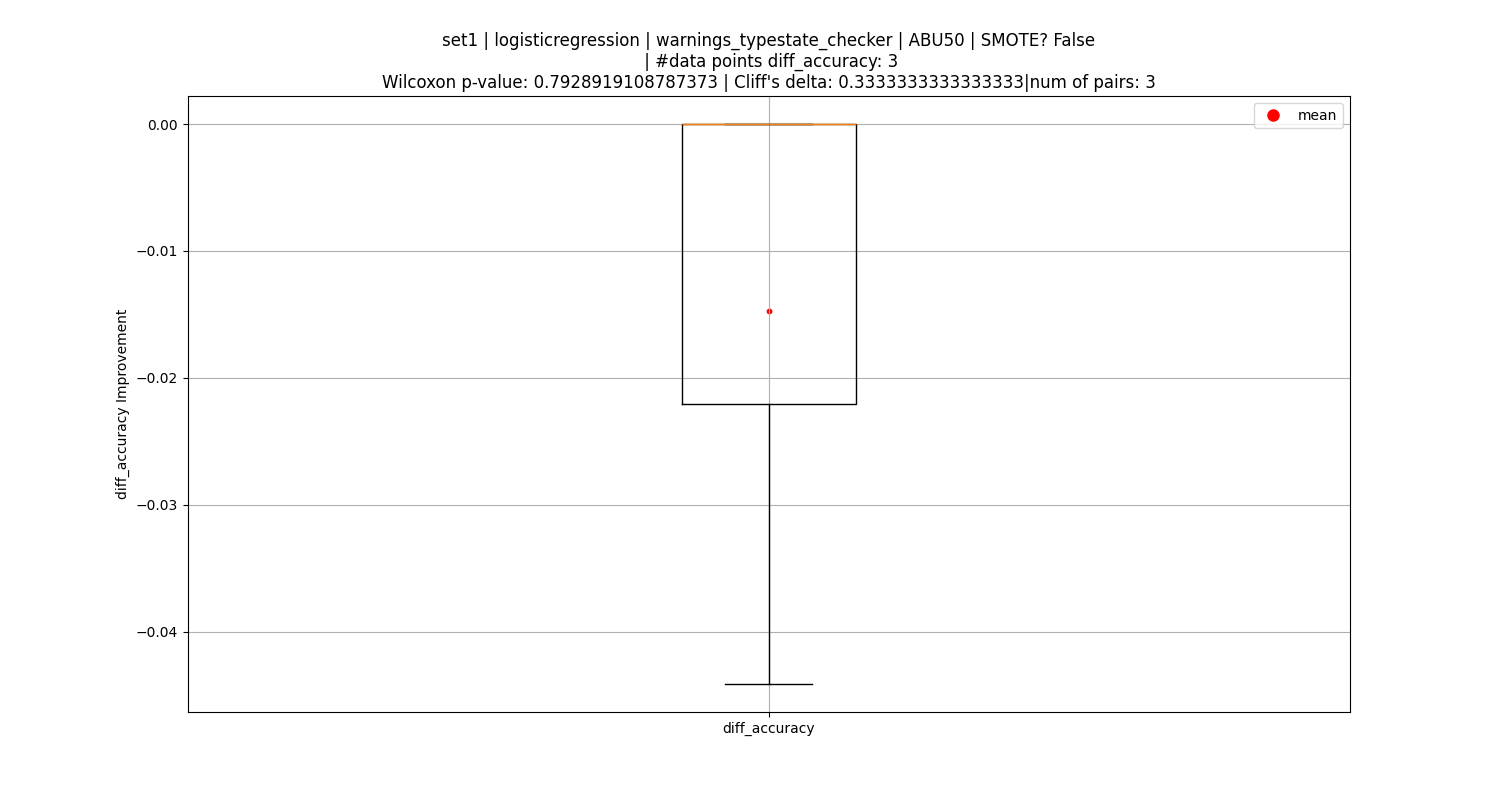 set1 | logisticregression | warnings_typestate_checker | ABU50 | SMOTE? False
| #data points diff_accuracy: 3
Wilcoxon p-value: 0.7928919108787373 | Cliff's delta: 0.3333333333333333|num of pairs: 3
mean
0.00
−0.01
−0.02
−0.03
−0.04
diff_accuracy Improvement
diff_accuracy